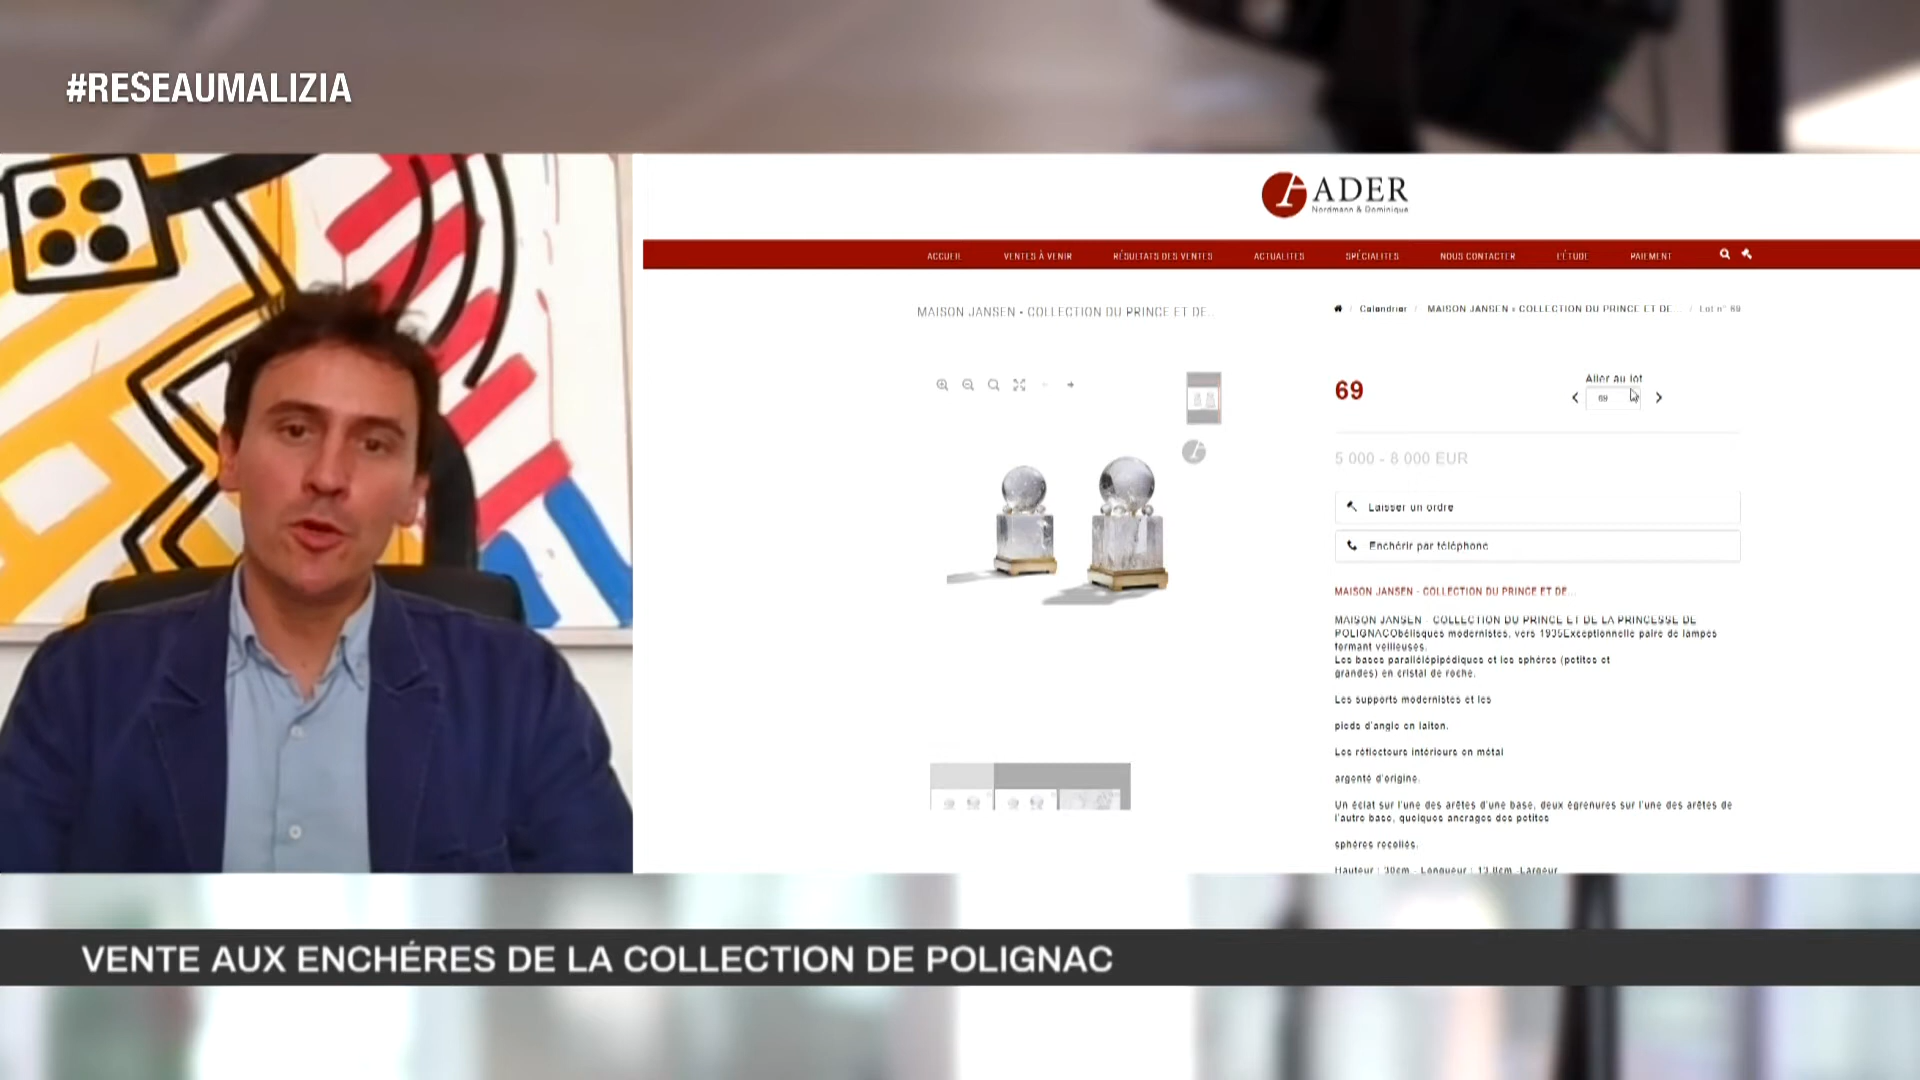 #RESEAUMALIZIA
ADER
Nordmann & Dominique
ACCUEIL VENTES À VENIR RÉSULTATS DES VENTES ACTUALITÉS SPÉCIALITÉS NOUS CONTACTER L'ÉTUDE PAIEMENT
MAISON JANSEN - COLLECTION DU PRINCE ET DE...
/ Calendrier / MAISON JANSEN - COLLECTION DU PRINCE ET DE... / Lot n° 69
69
Aller au lot
69
5 000 - 8 000 EUR
Laisser un ordre
Enchérir par téléphone
MAISON JANSEN - COLLECTION DU PRINCE ET DE...
MAISON JANSEN - COLLECTION DU PRINCE ET DE LA PRINCESSE DE
POLIGNACObélisques modernistes, vers 1935Exceptionnelle paire de lampes
formant veilleuses.
Les bases parallélépipédiques et les sphères (petites et
grandes) en cristal de roche.
Les supports modernistes et les
pieds d'angle en laiton.
Les réflecteurs intérieurs en métal
argenté d'origine.
Un éclat sur l'une des arêtes d'une base, deux égrenures sur l'une des arêtes de
l'autre base, quelques ancrages des petites
sphères recollés.
Hauteur : 30cm - Longueur : 13,8cm -Largeur
VENTE AUX ENCHÉRES DE LA COLLECTION DE POLIGNAC